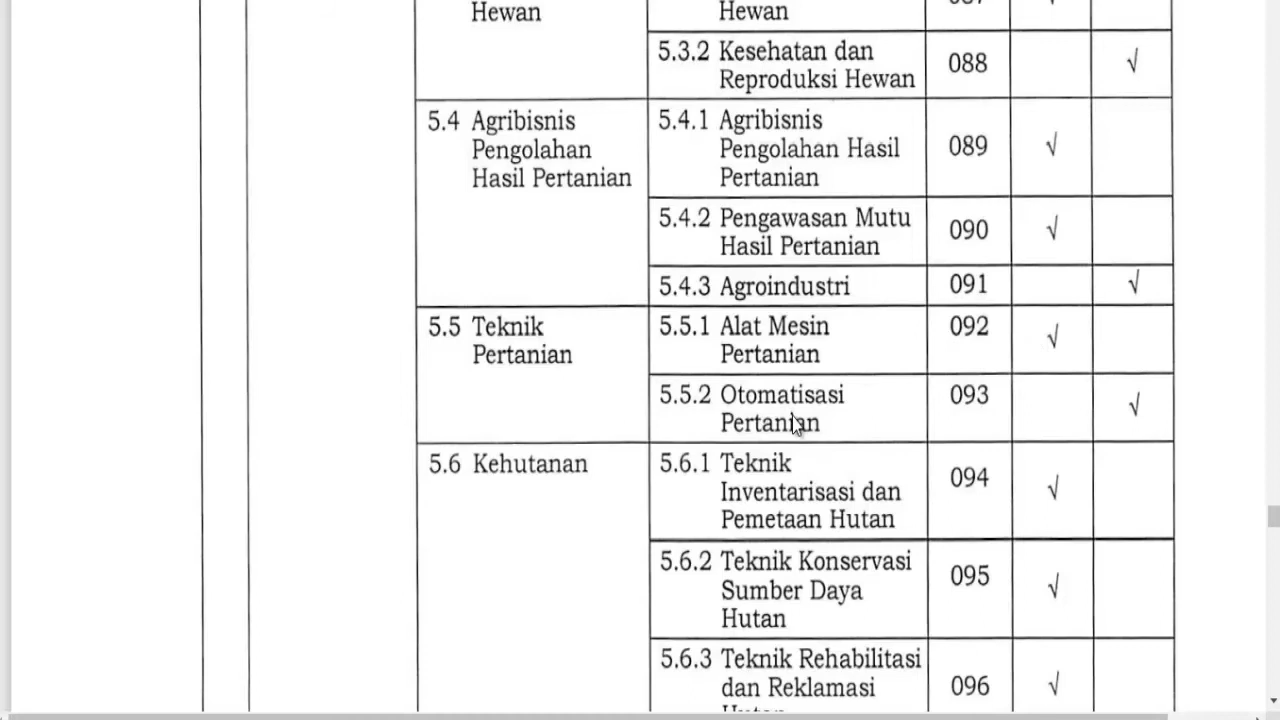 Hewan
Hewan
087
√
5.3.2 Kesehatan dan
Reproduksi Hewan
088
√
5.4 Agribisnis
Pengolahan
Hasil Pertanian
5.4.1 Agribisnis
Pengolahan Hasil
Pertanian
089
√
5.4.2 Pengawasan Mutu
Hasil Pertanian
090
√
5.4.3 Agroindustri
091
√
5.5 Teknik
Pertanian
5.5.1 Alat Mesin
Pertanian
092
√
5.5.2 Otomatisasi
Pertanian
093
√
5.6 Kehutanan
5.6.1 Teknik
Inventarisasi dan
Pemetaan Hutan
094
√
5.6.2 Teknik Konservasi
Sumber Daya
Hutan
095
√
5.6.3 Teknik Rehabilitasi
dan Reklamasi
096
√